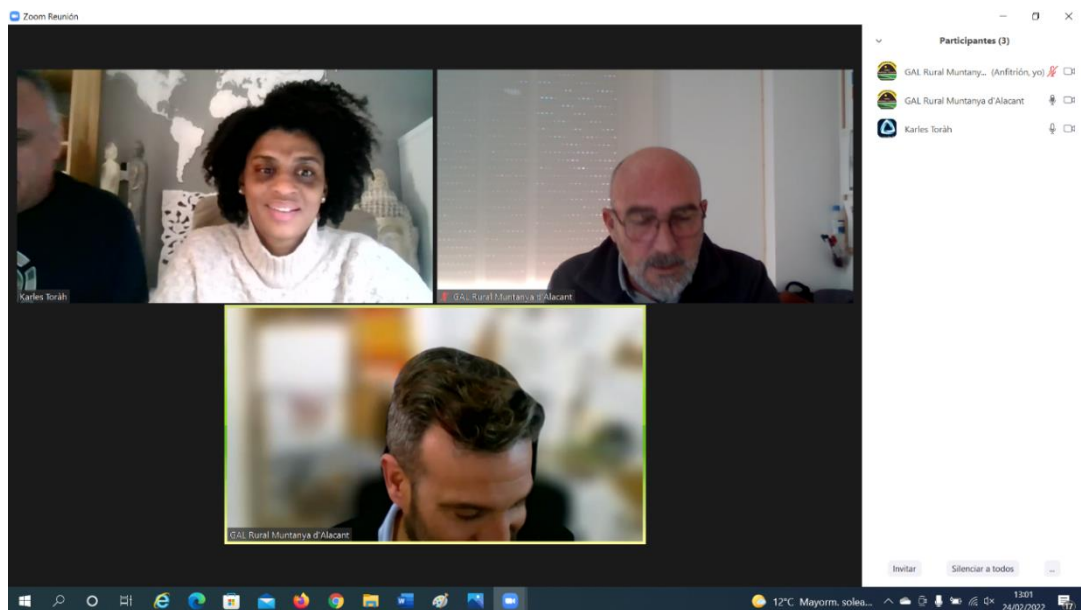 Zoom Reunión
Participantes (3)
GAL Rural Muntany... (Anfitrión, yo)
GAL Rural Muntanya d'Alacant
Karles Toràh
Karles Toràh
GAL Rural Muntanya d'Alacant
GAL Rural Muntanya d'Alacant
Invitar
Silenciar a todos
...
12°C Mayorm. solea...
13:01
24/02/2022